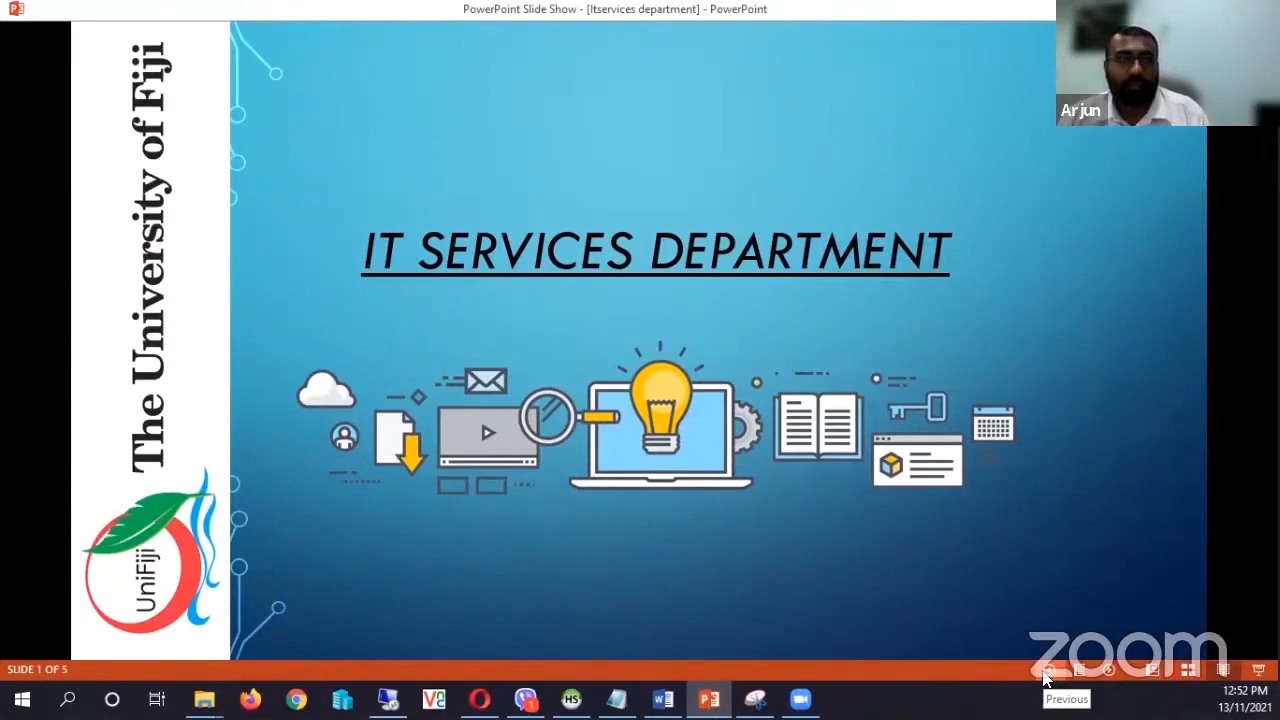 PowerPoint Slide Show - [Itservices department] - PowerPoint
Arjun
The University of Fiji
UniFiji
IT SERVICES DEPARTMENT
zoom
SLIDE 1 OF 5
Previous
12:52 PM
13/11/2021